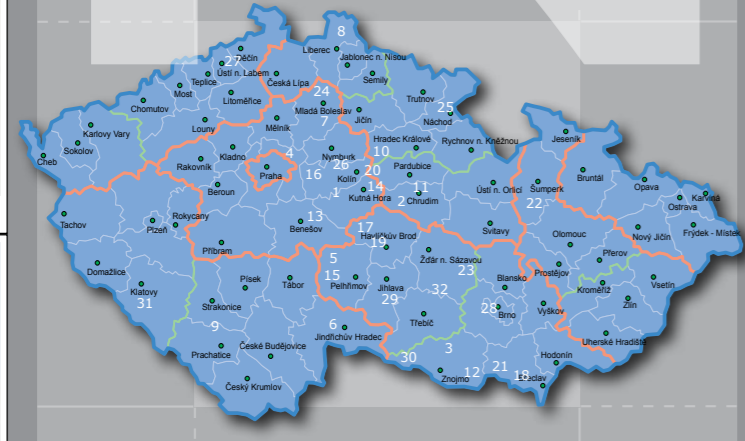 8
Děčín
Liberec
27
Jablonec n. Nisou
Ústí n. Labem
Semily
Teplice
Česká Lípa
Most
24
Trutnov
Litoměřice
Chomutov
Mladá Boleslav
25
Jičín
Náchod
Louny
7
Mělník
Karlovy Vary
Jeseník
Hradec Králové
Rychnov n. Kněžnou
Sokolov
Kladno
4
Nymburk
10
Cheb
Rakovník
26
Pardubice
Praha
20
Bruntál
16
Kolín
Opava
Beroun
14
11
Ústí n. Orlicí
Šumperk
Karviná
1
Kutná Hora
2
Chrudim
22
Ostrava
Tachov
Rokycany
13
Plzeň
Benešov
17
Svitavy
Nový Jičín
Frýdek - Místek
Havlíčkův Brod
Olomouc
Příbram
19
Žďár n. Sázavou
Domažlice
5
Přerov
23
Prostějov
15
Blansko
Vsetín
Klatovy
Písek
Tábor
Pelhřimov
Jihlava
Kroměříž
31
32
Strakonice
29
28
Vyškov
Zlín
Brno
9
6
Třebíč
Jindřichův Hradec
Uherské Hradiště
Prachatice
České Budějovice
3
30
Hodonín
21
Český Krumlov
Znojmo
12
18
Břeclav